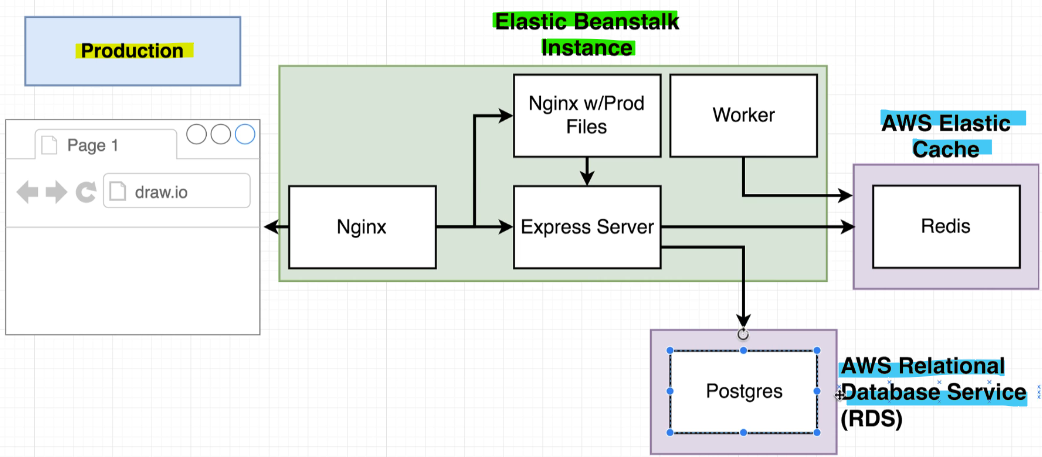 Production
Elastic Beanstalk
Instance
Page 1
draw.io
Nginx
Nginx w/Prod
Files
Worker
Express Server
AWS Elastic
Cache
Redis
Postgres
AWS Relational
Database Service
(RDS)